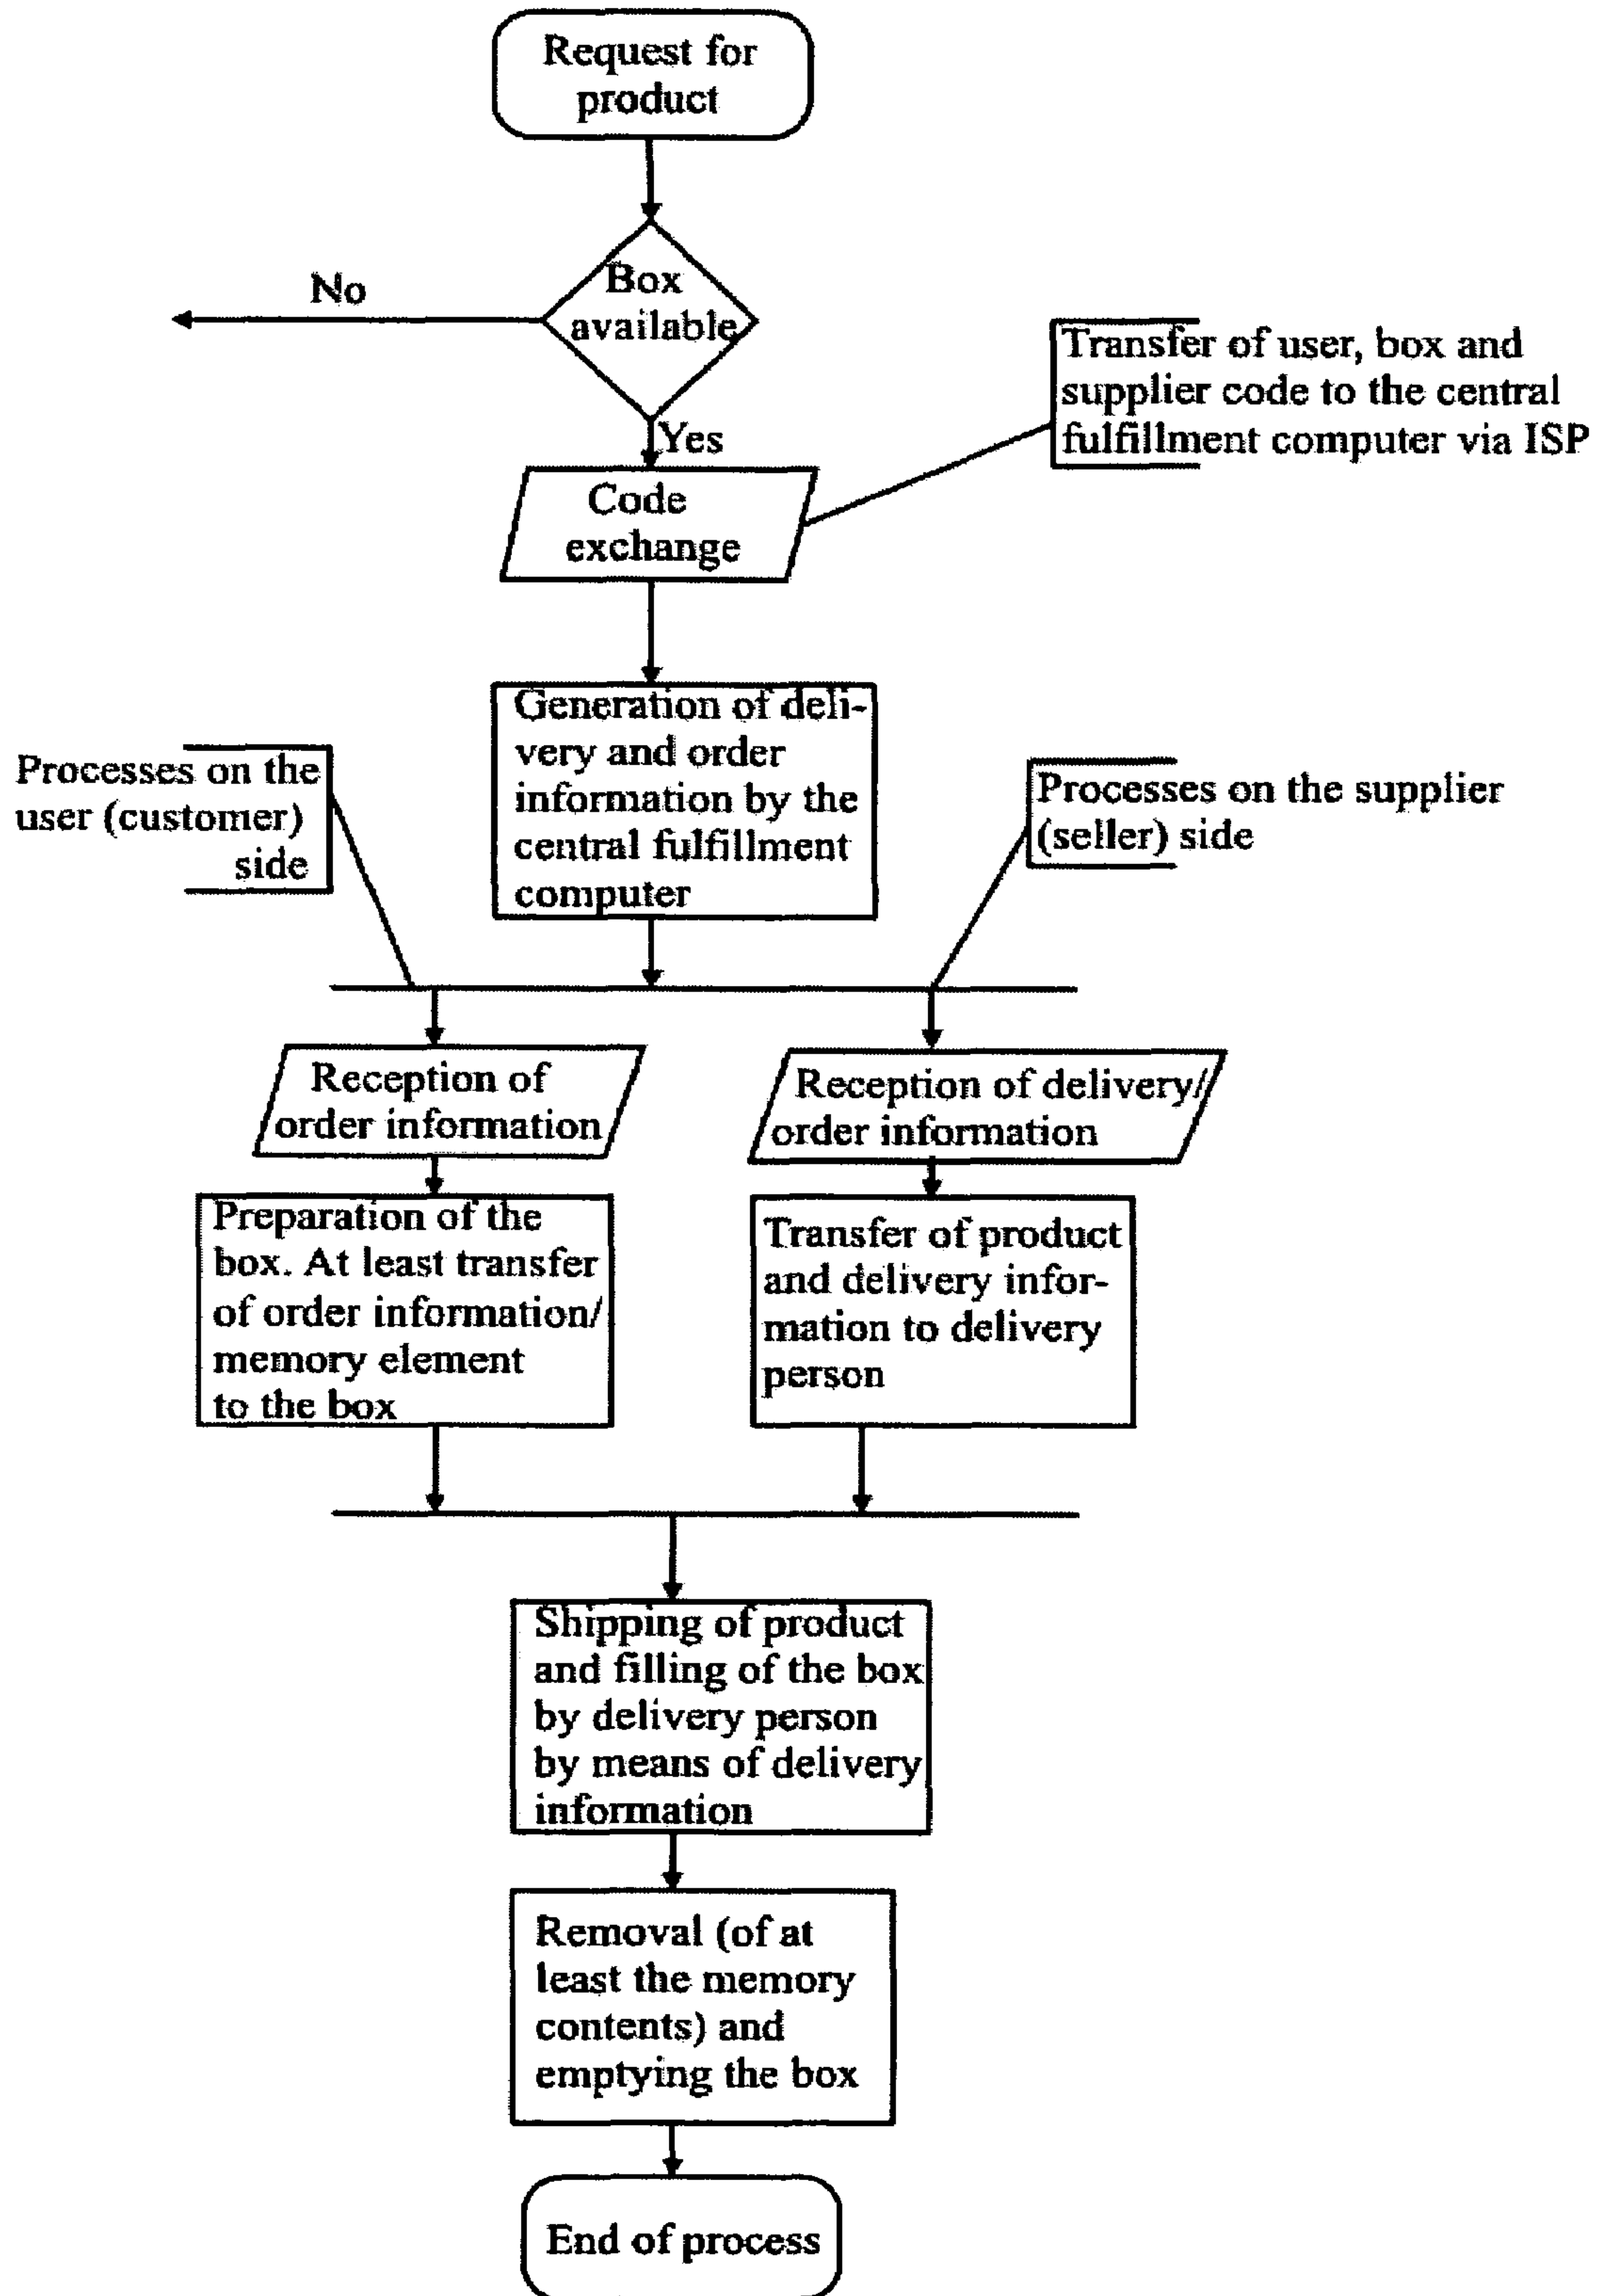 Request for
product
Box
available
No
Yes
Transfer of user, box and
supplier code to the central
fulfillment computer via ISP
Code
exchange
Generation of deli-
very and order
information by the
central fulfillment
computer
Processes on the
user (customer)
side
Processes on the supplier
(seller) side
Reception of
order information
Reception of delivery/
order information
Preparation of the
box. At least transfer
of order information/
memory element
to the box
Transfer of product
and delivery infor-
mation to delivery
person
Shipping of product
and filling of the box
by delivery person
by means of delivery
information
Removal (of at
least the memory
contents) and
emptying the box
End of process